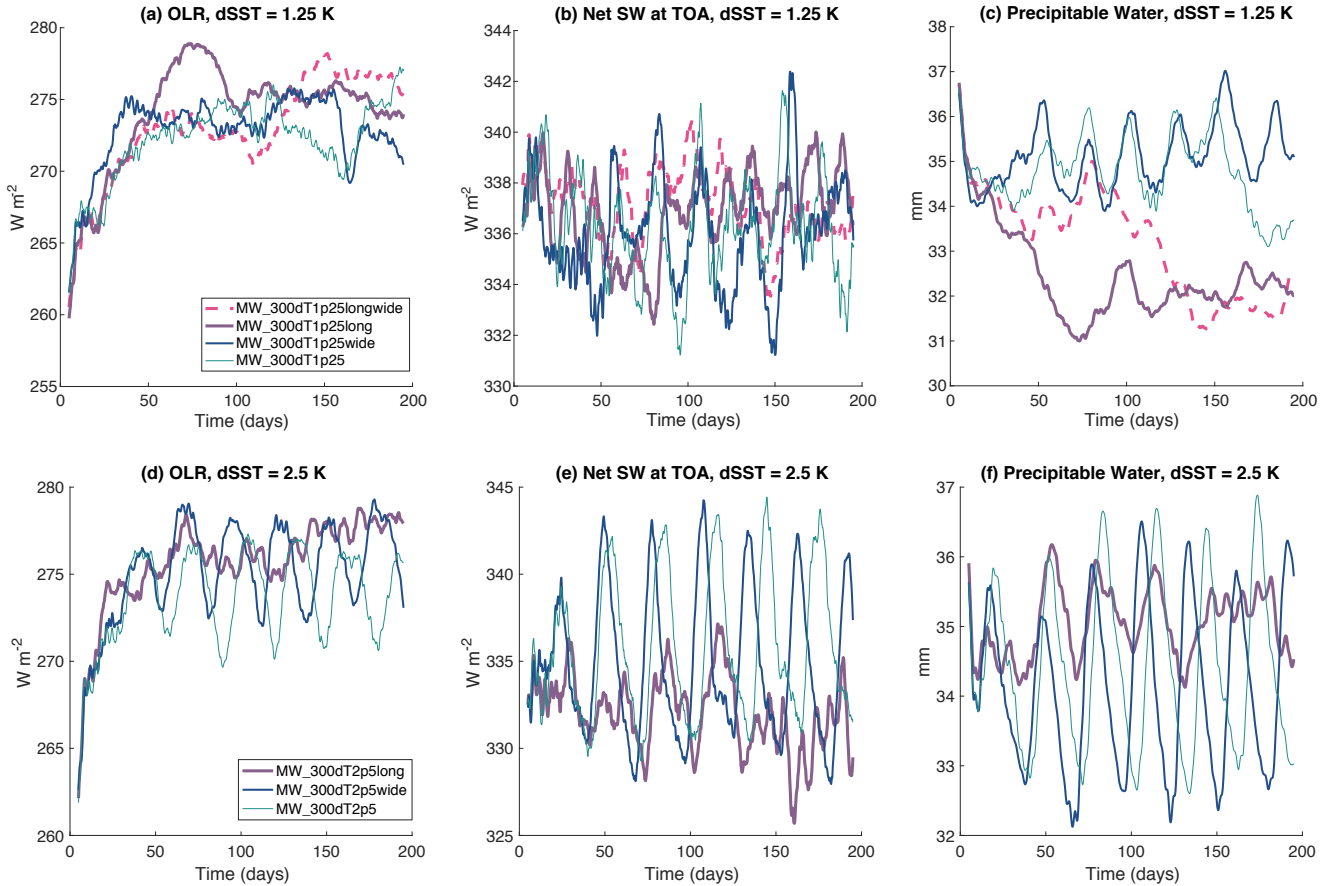 (a) OLR, dSST = 1.25 K
W m-2
280
275
270
265
260
255
MW_300dT1p25longwide
MW_300dT1p25long
MW_300dT1p25wide
MW_300dT1p25
0 50 100 150 200
Time (days)
(b) Net SW at TOA, dSST = 1.25 K
W m-2
344
342
340
338
336
334
332
330
0 50 100 150 200
Time (days)
(c) Precipitable Water, dSST = 1.25 K
mm
38
37
36
35
34
33
32
31
30
0 50 100 150 200
Time (days)
(d) OLR, dSST = 2.5 K
W m-2
280
275
270
265
260
MW_300dT2p5long
MW_300dT2p5wide
MW_300dT2p5
0 50 100 150 200
Time (days)
(e) Net SW at TOA, dSST = 2.5 K
W m-2
345
340
335
330
325
0 50 100 150 200
Time (days)
(f) Precipitable Water, dSST = 2.5 K
mm
37
36
35
34
33
32
0 50 100 150 200
Time (days)